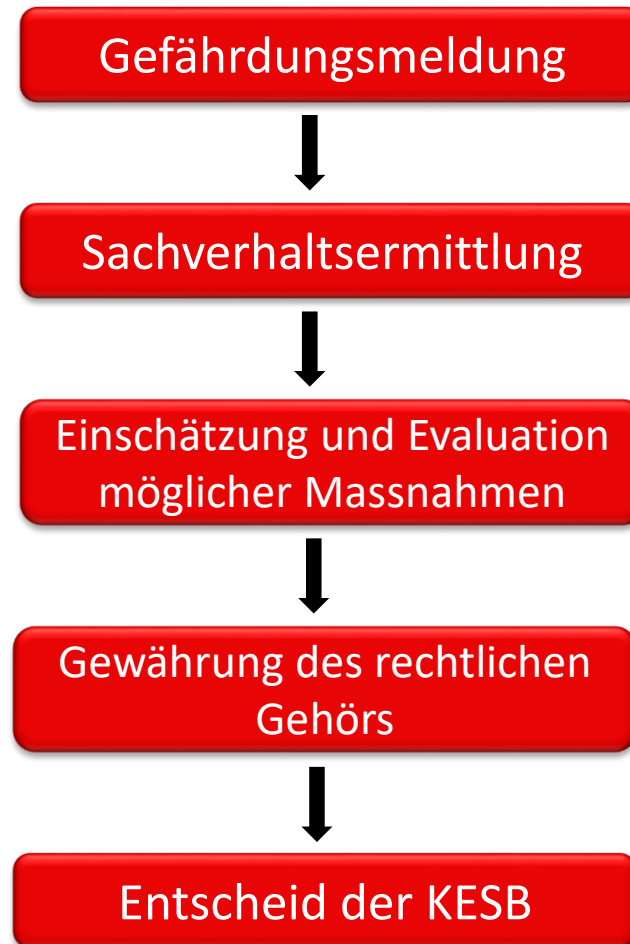 Gefährdungsmeldung
Sachverhaltsermittlung
Einschätzung und Evaluation
möglicher Massnahmen
Gewährung des rechtlichen
Gehörs
Entscheid der KESB